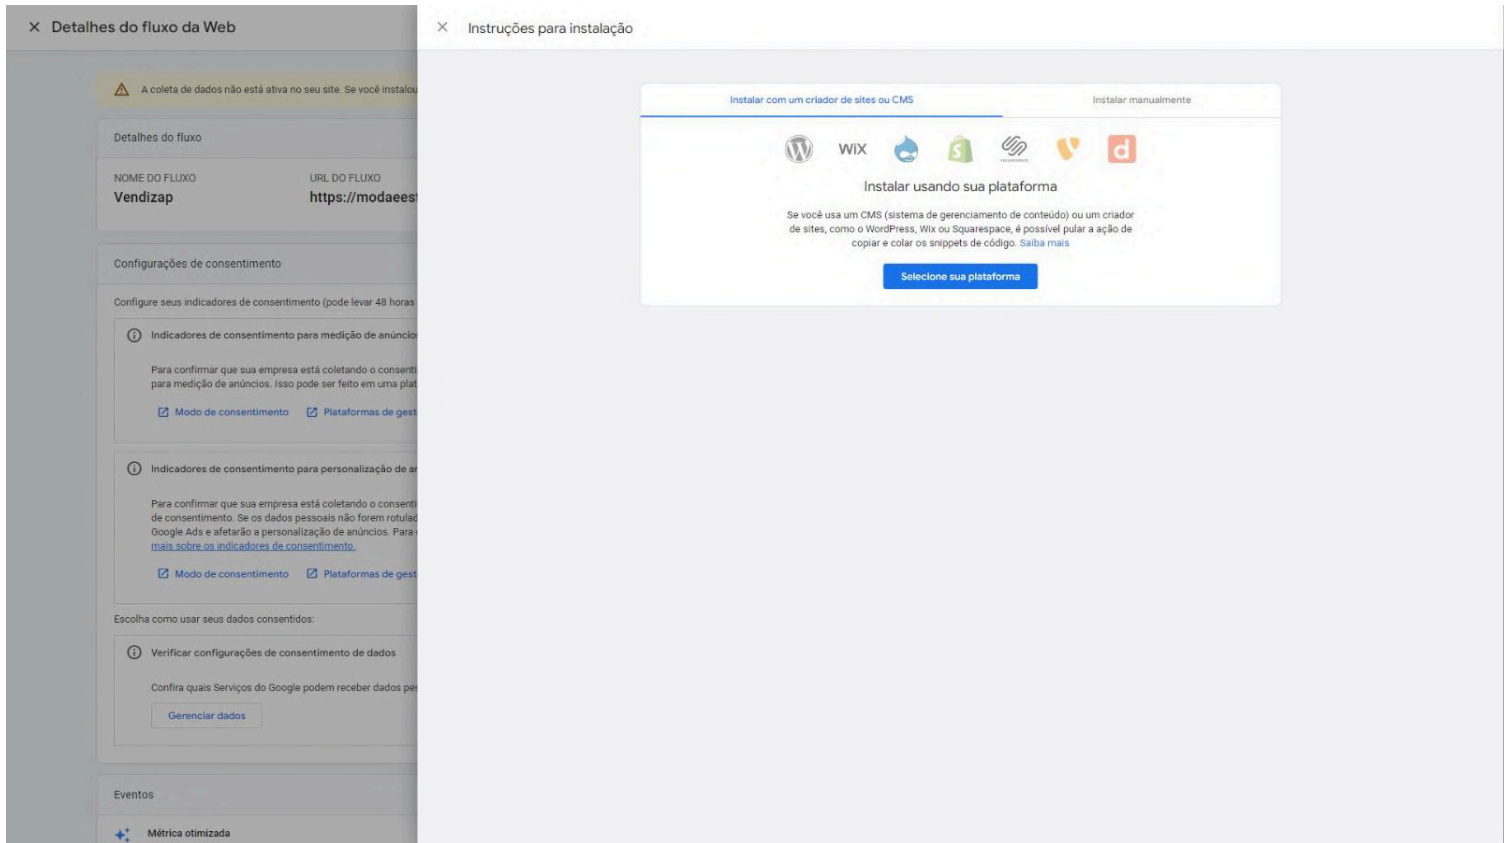 Detalhes do fluxo da Web
A coleta de dados não está ativa no seu site. Se você instalou
Detalhes do fluxo
NOME DO FLUXO
Vendizap
URL DO FLUXO
https://modaeest
Configurações de consentimento
Configure seus indicadores de consentimento (pode levar 48 horas
Indicadores de consentimento para medição de anúncios
Para confirmar que sua empresa está coletando o consenti
para medição de anúncios. Isso pode ser feito em uma plat
Modo de consentimento
Plataformas de gest
Indicadores de consentimento para personalização de an
Para confirmar que sua empresa está coletando o consenti
de consentimento. Se os dados pessoais não forem rotulad
Google Ads e afetarão a personalização de anúncios. Para
mais sobre os indicadores de consentimento.
Modo de consentimento
Plataformas de gest
Escolha como usar seus dados consentidos:
Verificar configurações de consentimento de dados
Confira quais Serviços do Google podem receber dados pes
Gerenciar dados
Eventos
Métrica otimizada
Instruções para instalação
Instalar com um criador de sites ou CMS
Instalar manualmente
WiX
Instalar usando sua plataforma
Se você usa um CMS (sistema de gerenciamento de conteúdo) ou um criador
de sites, como o WordPress, Wix ou Squarespace, é possível pular a ação de
copiar e colar os snippets de código. Saiba mais
Selecione sua plataforma